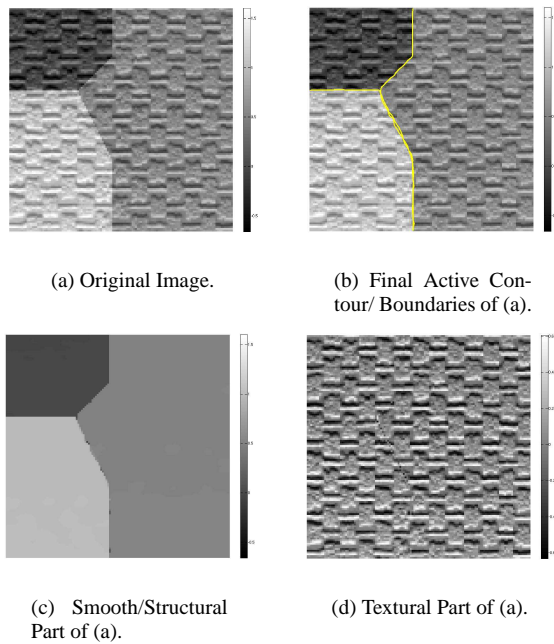 (a) Original Image.
(b) Final Active Con-
tour/ Boundaries of (a).
(c) Smooth/Structural
Part of (a).
(d) Textural Part of (a).